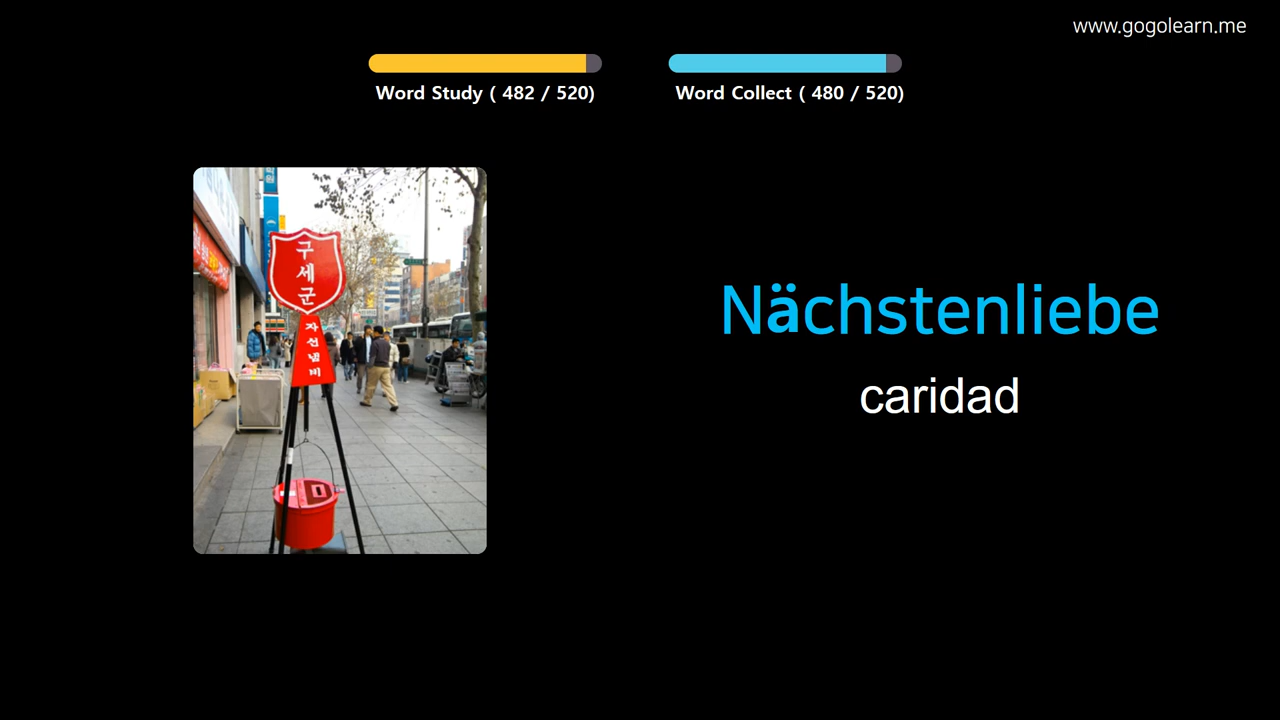 www.gogolearn.me
Word Study ( 482 / 520)
Word Collect ( 480 / 520)
구
세
군
자
선
냄
비
Nächstenliebe
caridad